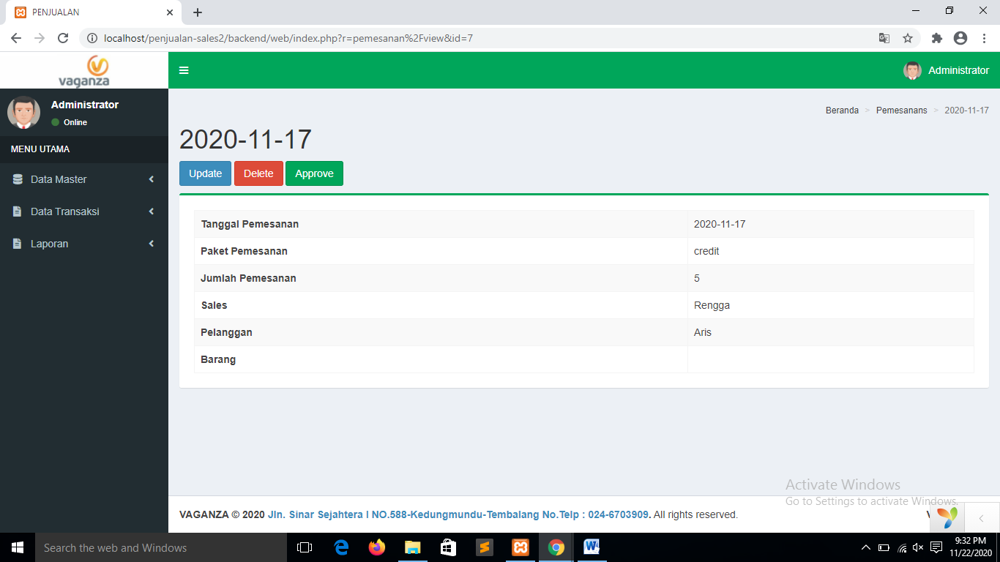 PENJUALAN
localhost/penjualan-sales2/backend/web/index.php?r=pemesanan%2Fview&id=7
vaganza
Administrator
Administrator
Online
MENU UTAMA
Data Master
Data Transaksi
Laporan
Beranda > Pemesanans > 2020-11-17
2020-11-17
Update Delete Approve
Tanggal Pemesanan 2020-11-17
Paket Pemesanan credit
Jumlah Pemesanan 5
Sales Rengga
Pelanggan Aris
Barang
Activate Windows
Go to Settings to activate Windows.
VAGANZA © 2020 Jln. Sinar Sejahtera I NO.588-Kedungmundu-Tembalang No.Telp : 024-6703909. All rights reserved.
Search the web and Windows
9:32 PM
11/22/2020